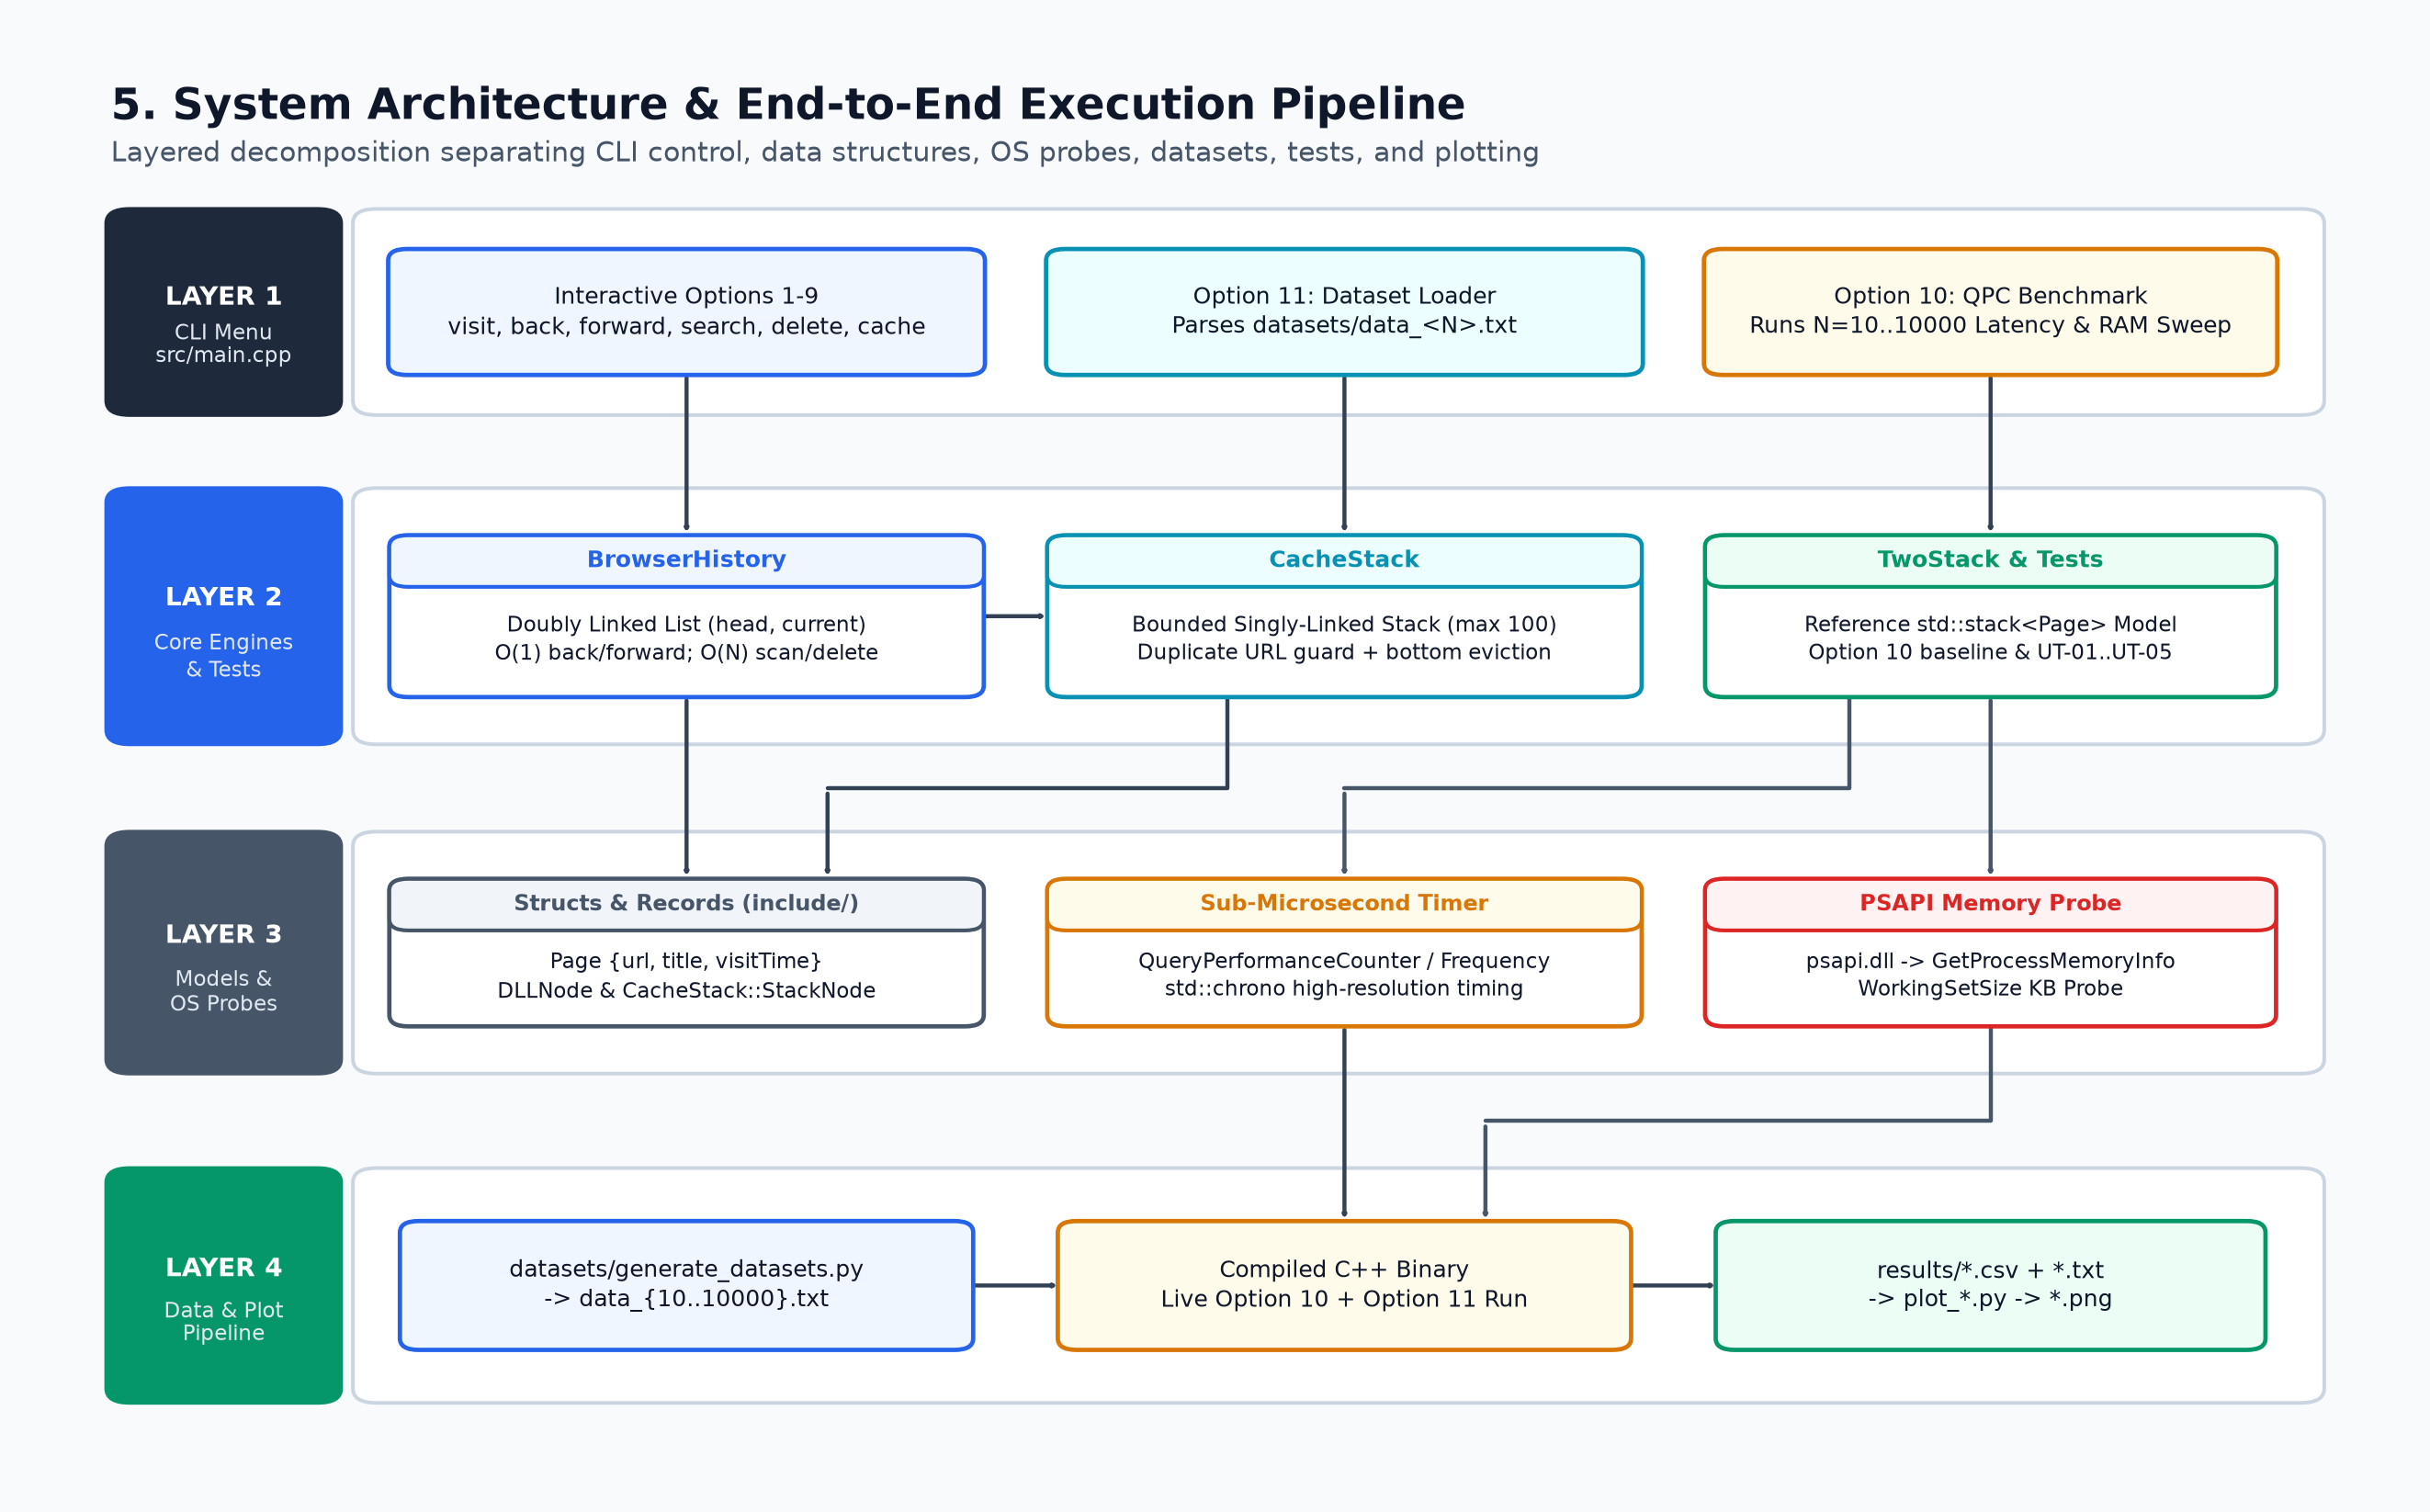 5. System Architecture & End-to-End Execution Pipeline
Layered decomposition separating CLI control, data structures, OS probes, datasets, tests, and plotting
LAYER 1
CLI Menu
src/main.cpp
Interactive Options 1-9
visit, back, forward, search, delete, cache
Option 11: Dataset Loader
Parses datasets/data_<N>.txt
Option 10: QPC Benchmark
Runs N=10..10000 Latency & RAM Sweep
LAYER 2
Core Engines
& Tests
BrowserHistory
Doubly Linked List (head, current)
O(1) back/forward; O(N) scan/delete
CacheStack
Bounded Singly-Linked Stack (max 100)
Duplicate URL guard + bottom eviction
TwoStack & Tests
Reference std::stack<Page> Model
Option 10 baseline & UT-01..UT-05
LAYER 3
Models &
OS Probes
Structs & Records (include/)
Page {url, title, visitTime}
DLLNode & CacheStack::StackNode
Sub-Microsecond Timer
QueryPerformanceCounter / Frequency
std::chrono high-resolution timing
PSAPI Memory Probe
psapi.dll -> GetProcessMemoryInfo
WorkingSetSize KB Probe
LAYER 4
Data & Plot
Pipeline
datasets/generate_datasets.py
-> data_{10..10000}.txt
Compiled C++ Binary
Live Option 10 + Option 11 Run
results/*.csv + *.txt
-> plot_*.py -> *.png